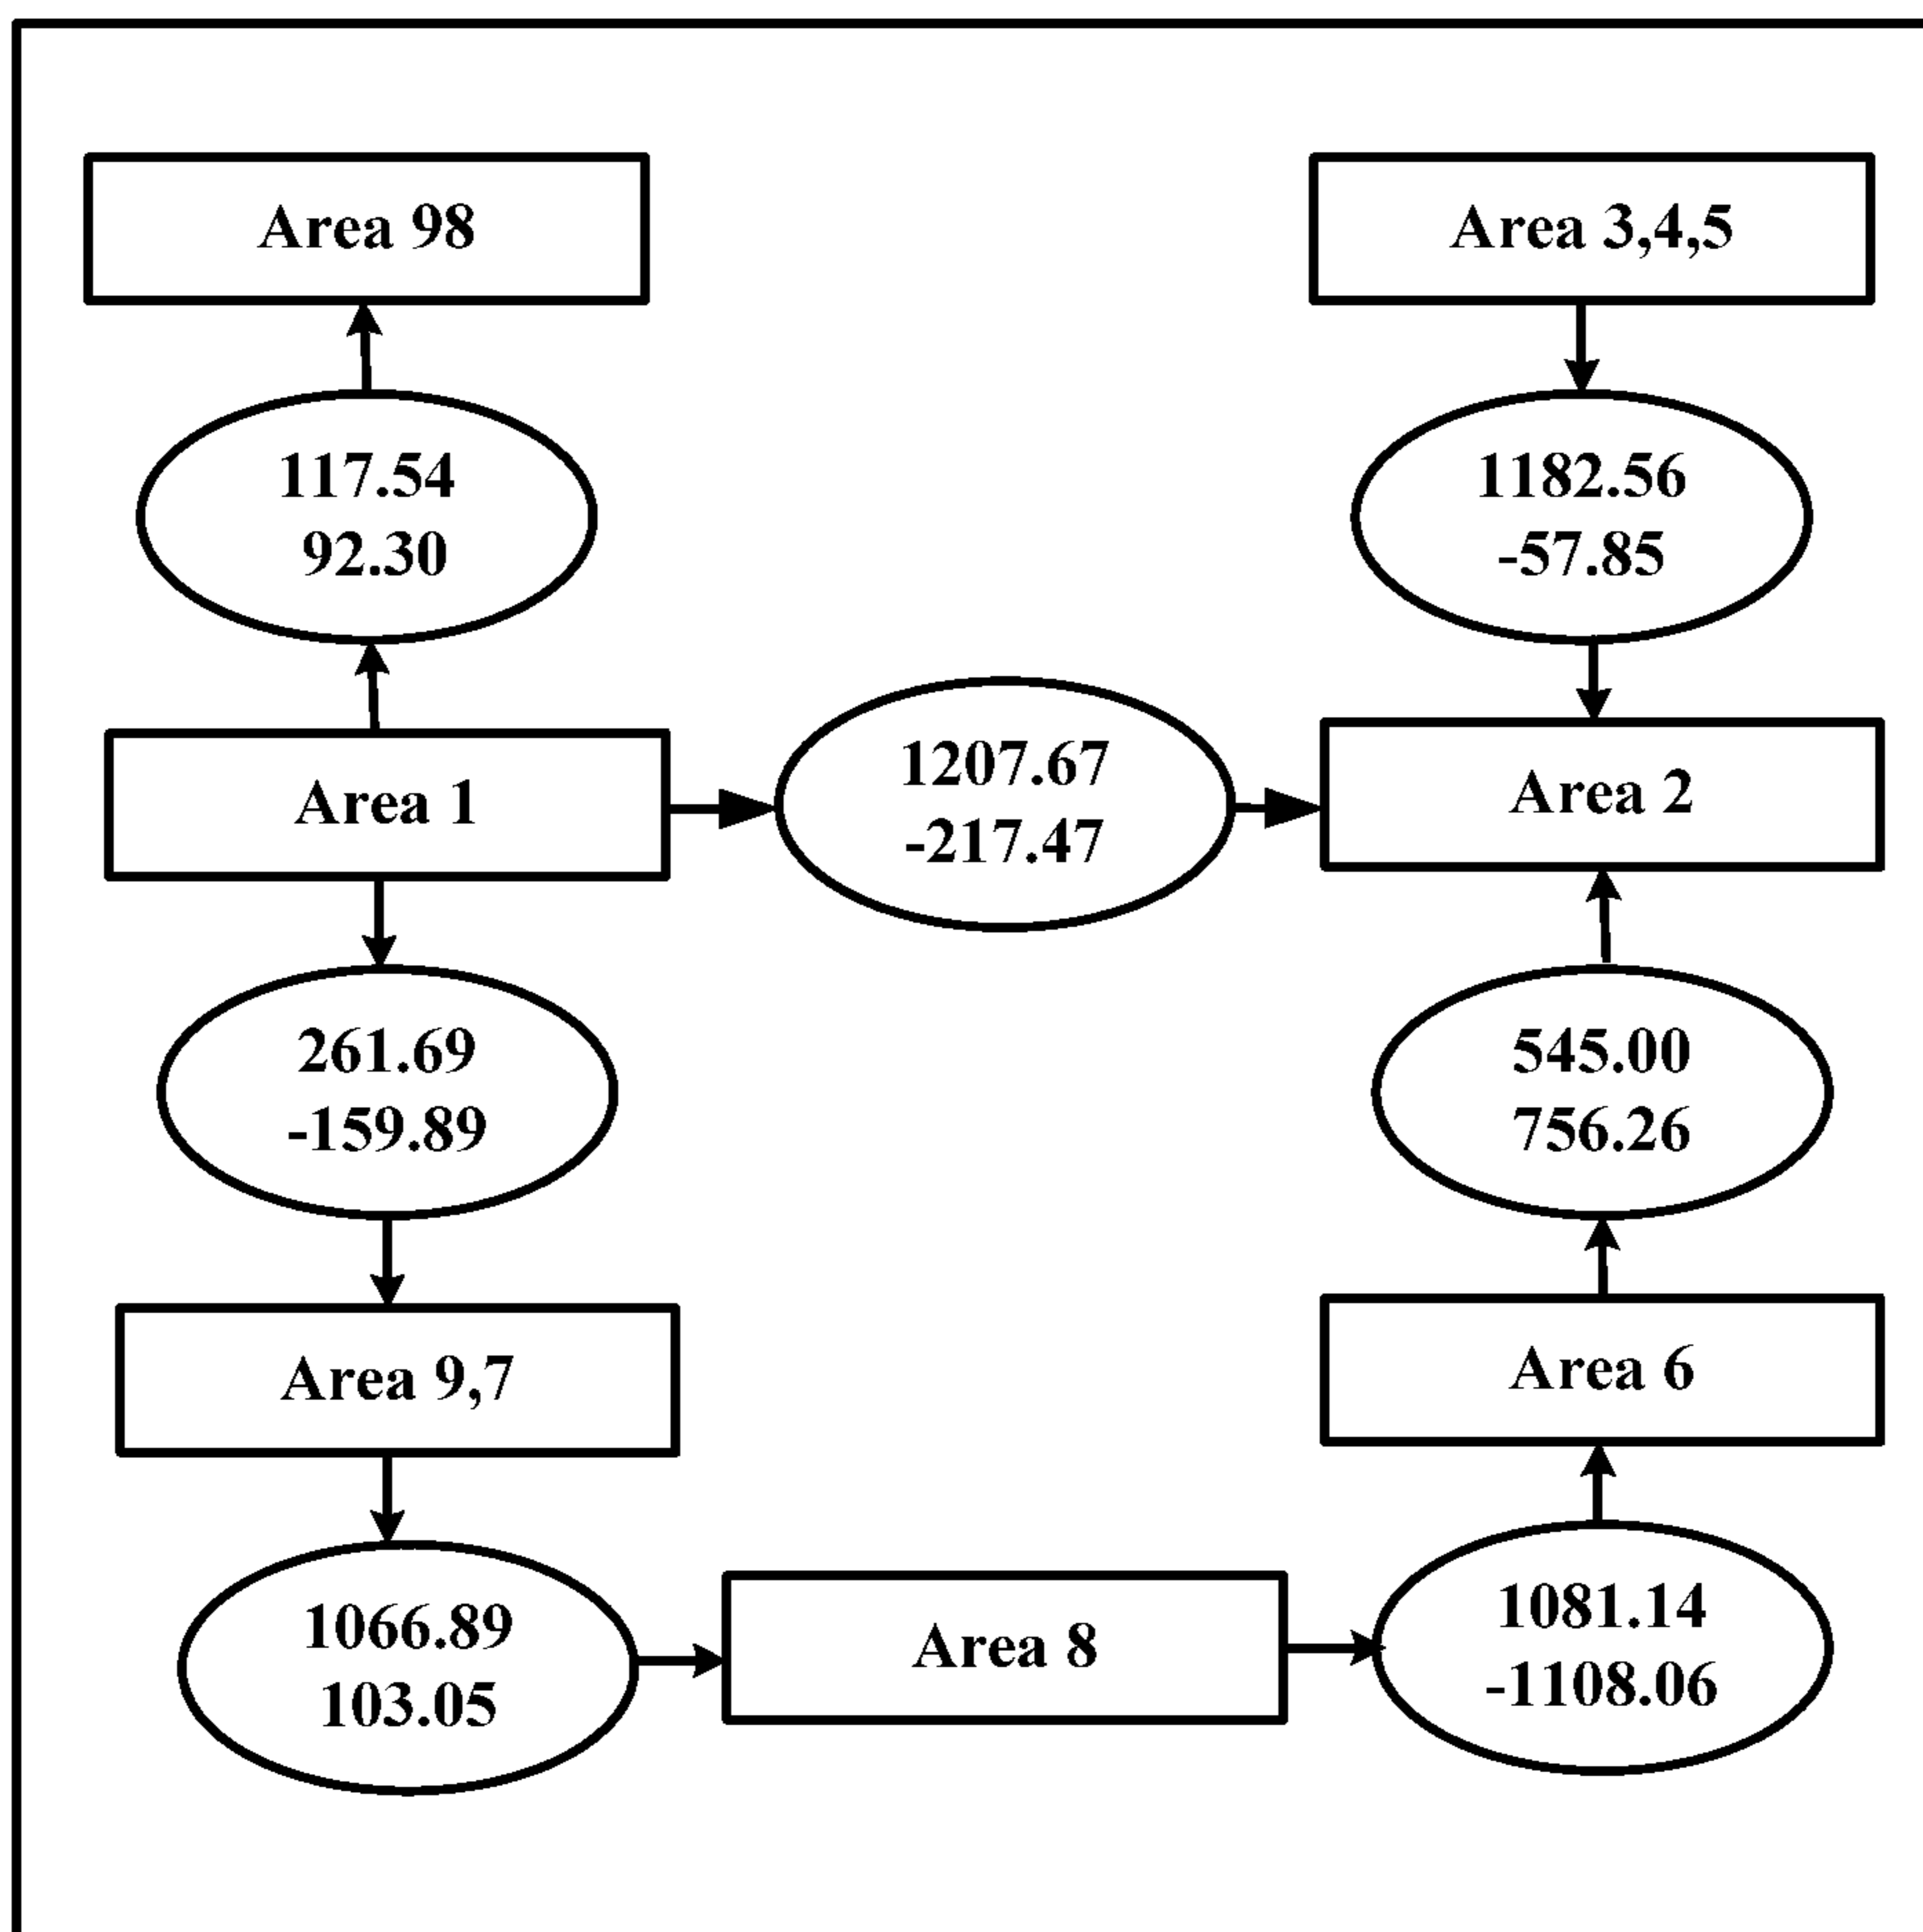 Area 98
Area 3,4,5
117.54
92.30
1182.56
-57.85
Area 1
1207.67
-217.47
Area 2
261.69
-159.89
545.00
756.26
Area 9,7
Area 6
1066.89
103.05
Area 8
1081.14
-1108.06